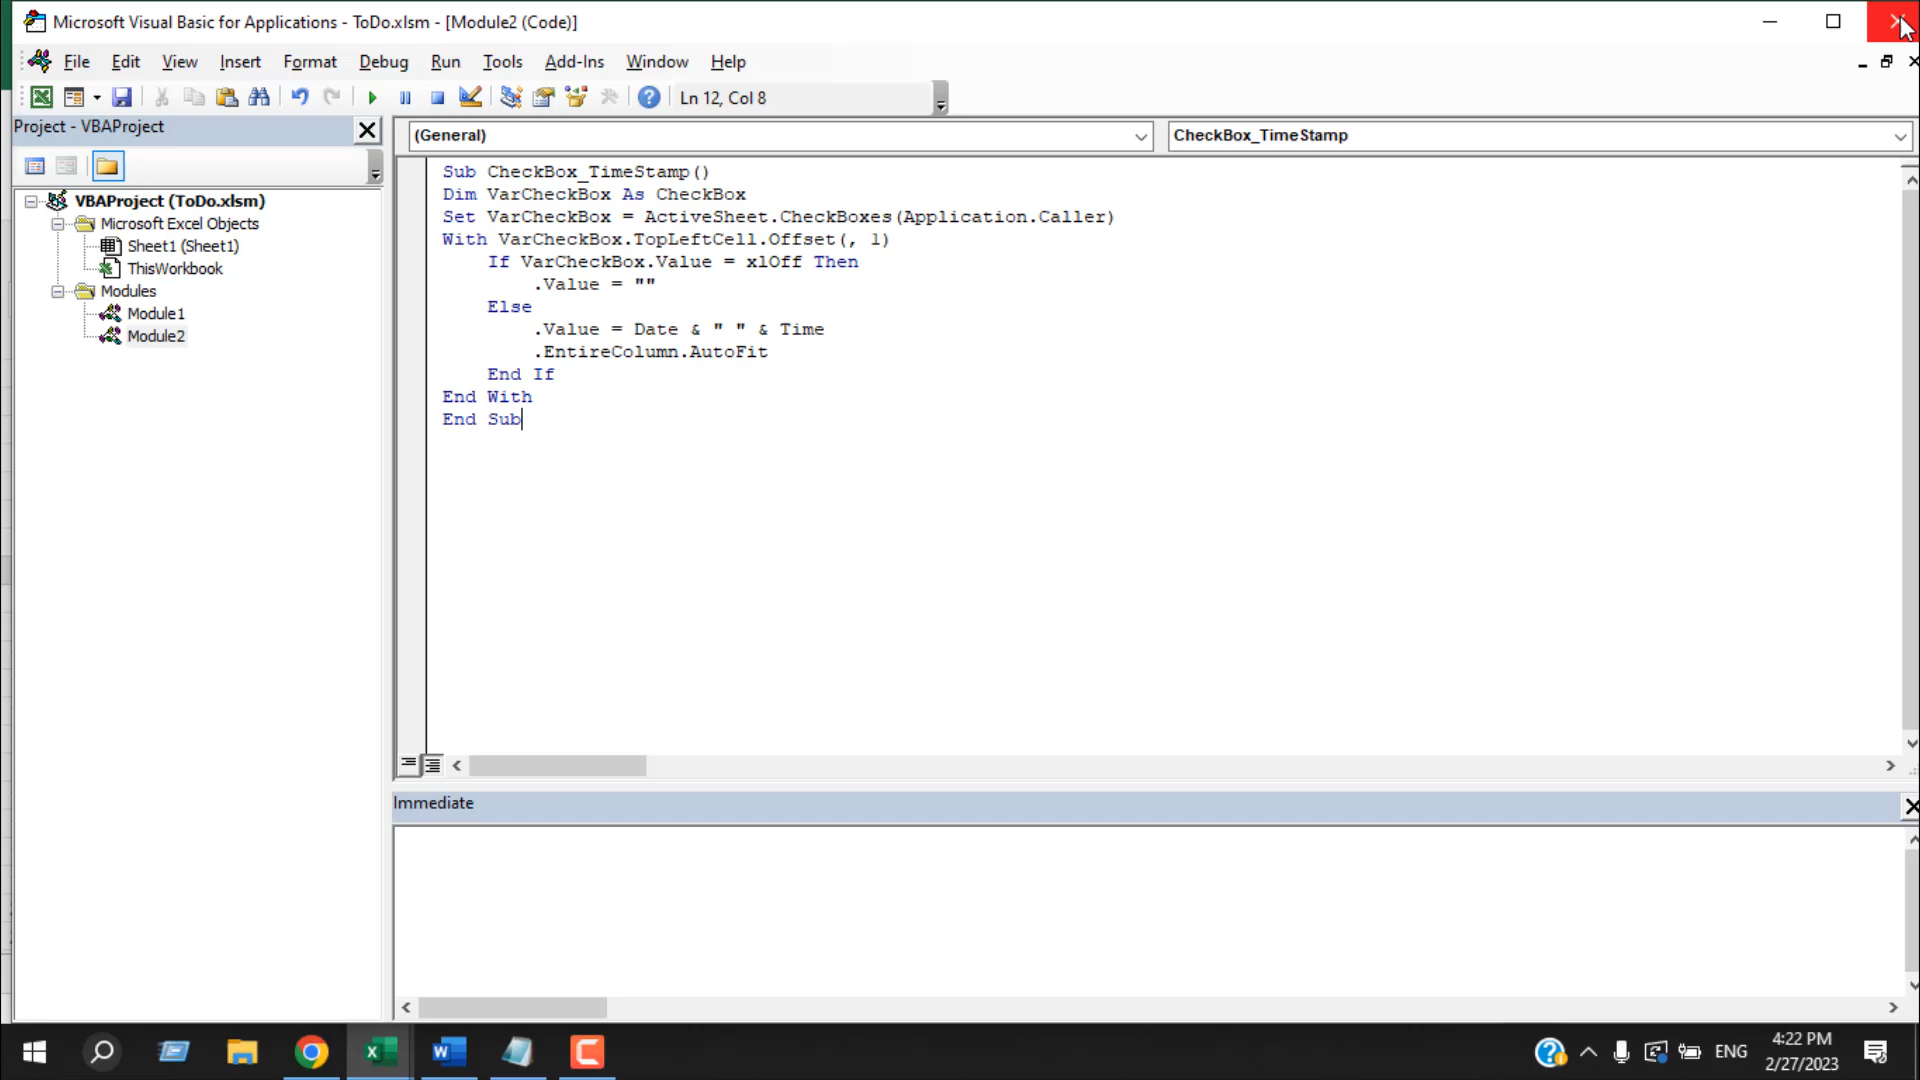 Microsoft Visual Basic for Applications - ToDo.xlsm - [Module2 (Code)]
File Edit View Insert Format Debug Run Tools Add-Ins Window Help
Ln 12, Col 8
Project - VBAProject
(General)
CheckBox_TimeStamp
VBAProject (ToDo.xlsm)
Microsoft Excel Objects
Sheet1 (Sheet1)
ThisWorkbook
Modules
Module1
Module2
Sub CheckBox_TimeStamp()
Dim VarCheckBox As CheckBox
Set VarCheckBox = ActiveSheet.CheckBoxes(Application.Caller)
With VarCheckBox.TopLeftCell.Offset(, 1)
If VarCheckBox.Value = xlOff Then
.Value = ""
Else
.Value = Date & " " & Time
.EntireColumn.AutoFit
End If
End With
End Sub
Immediate
ENG
4:22 PM
2/27/2023